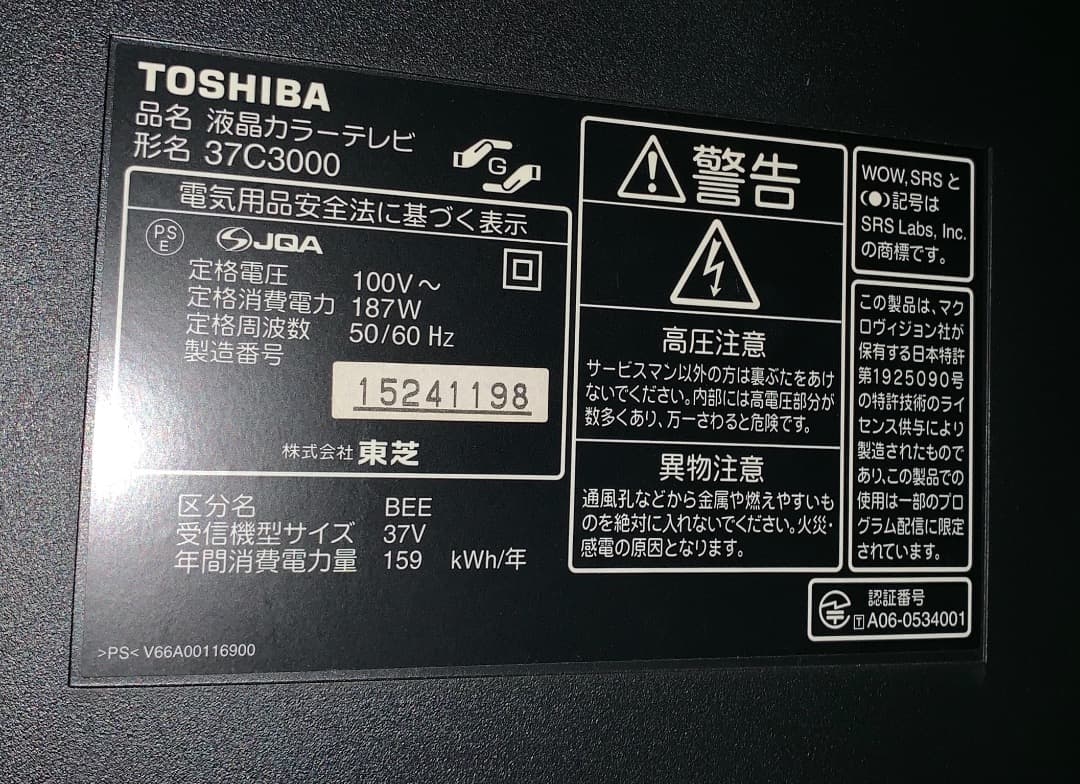 TOSHIBA
品名 液晶カラーテレビ
形名 37C3000
G
電気用品安全法に基づく表示
PS
E
JQA
定格電圧 100V～
定格消費電力 187W
定格周波数 50/60 Hz
製造番号
15241198
株式会社 東芝
区分名 BEE
受信機型サイズ 37V
年間消費電力量 159 kWh/年
>PS< V66A00116900
警告
高圧注意
サービスマン以外の方は裏ぶたをあけ
ないでください。内部には高電圧部分が
数多くあり、万一さわると危険です。
異物注意
通風孔などから金属や燃えやすいも
のを絶対に入れないでください。火災・
感電の原因となります。
WOW, SRS と
(●)記号は
SRS Labs, Inc.
の商標です。
この製品は、マク
ロヴィジョン社が
保有する日本特許
第1925090号
の特許技術のライ
センス供与により
製造されたもので
あり、この製品での
使用は一部のプロ
グラム配信に限定
されています。
認証番号
T A06-0534001